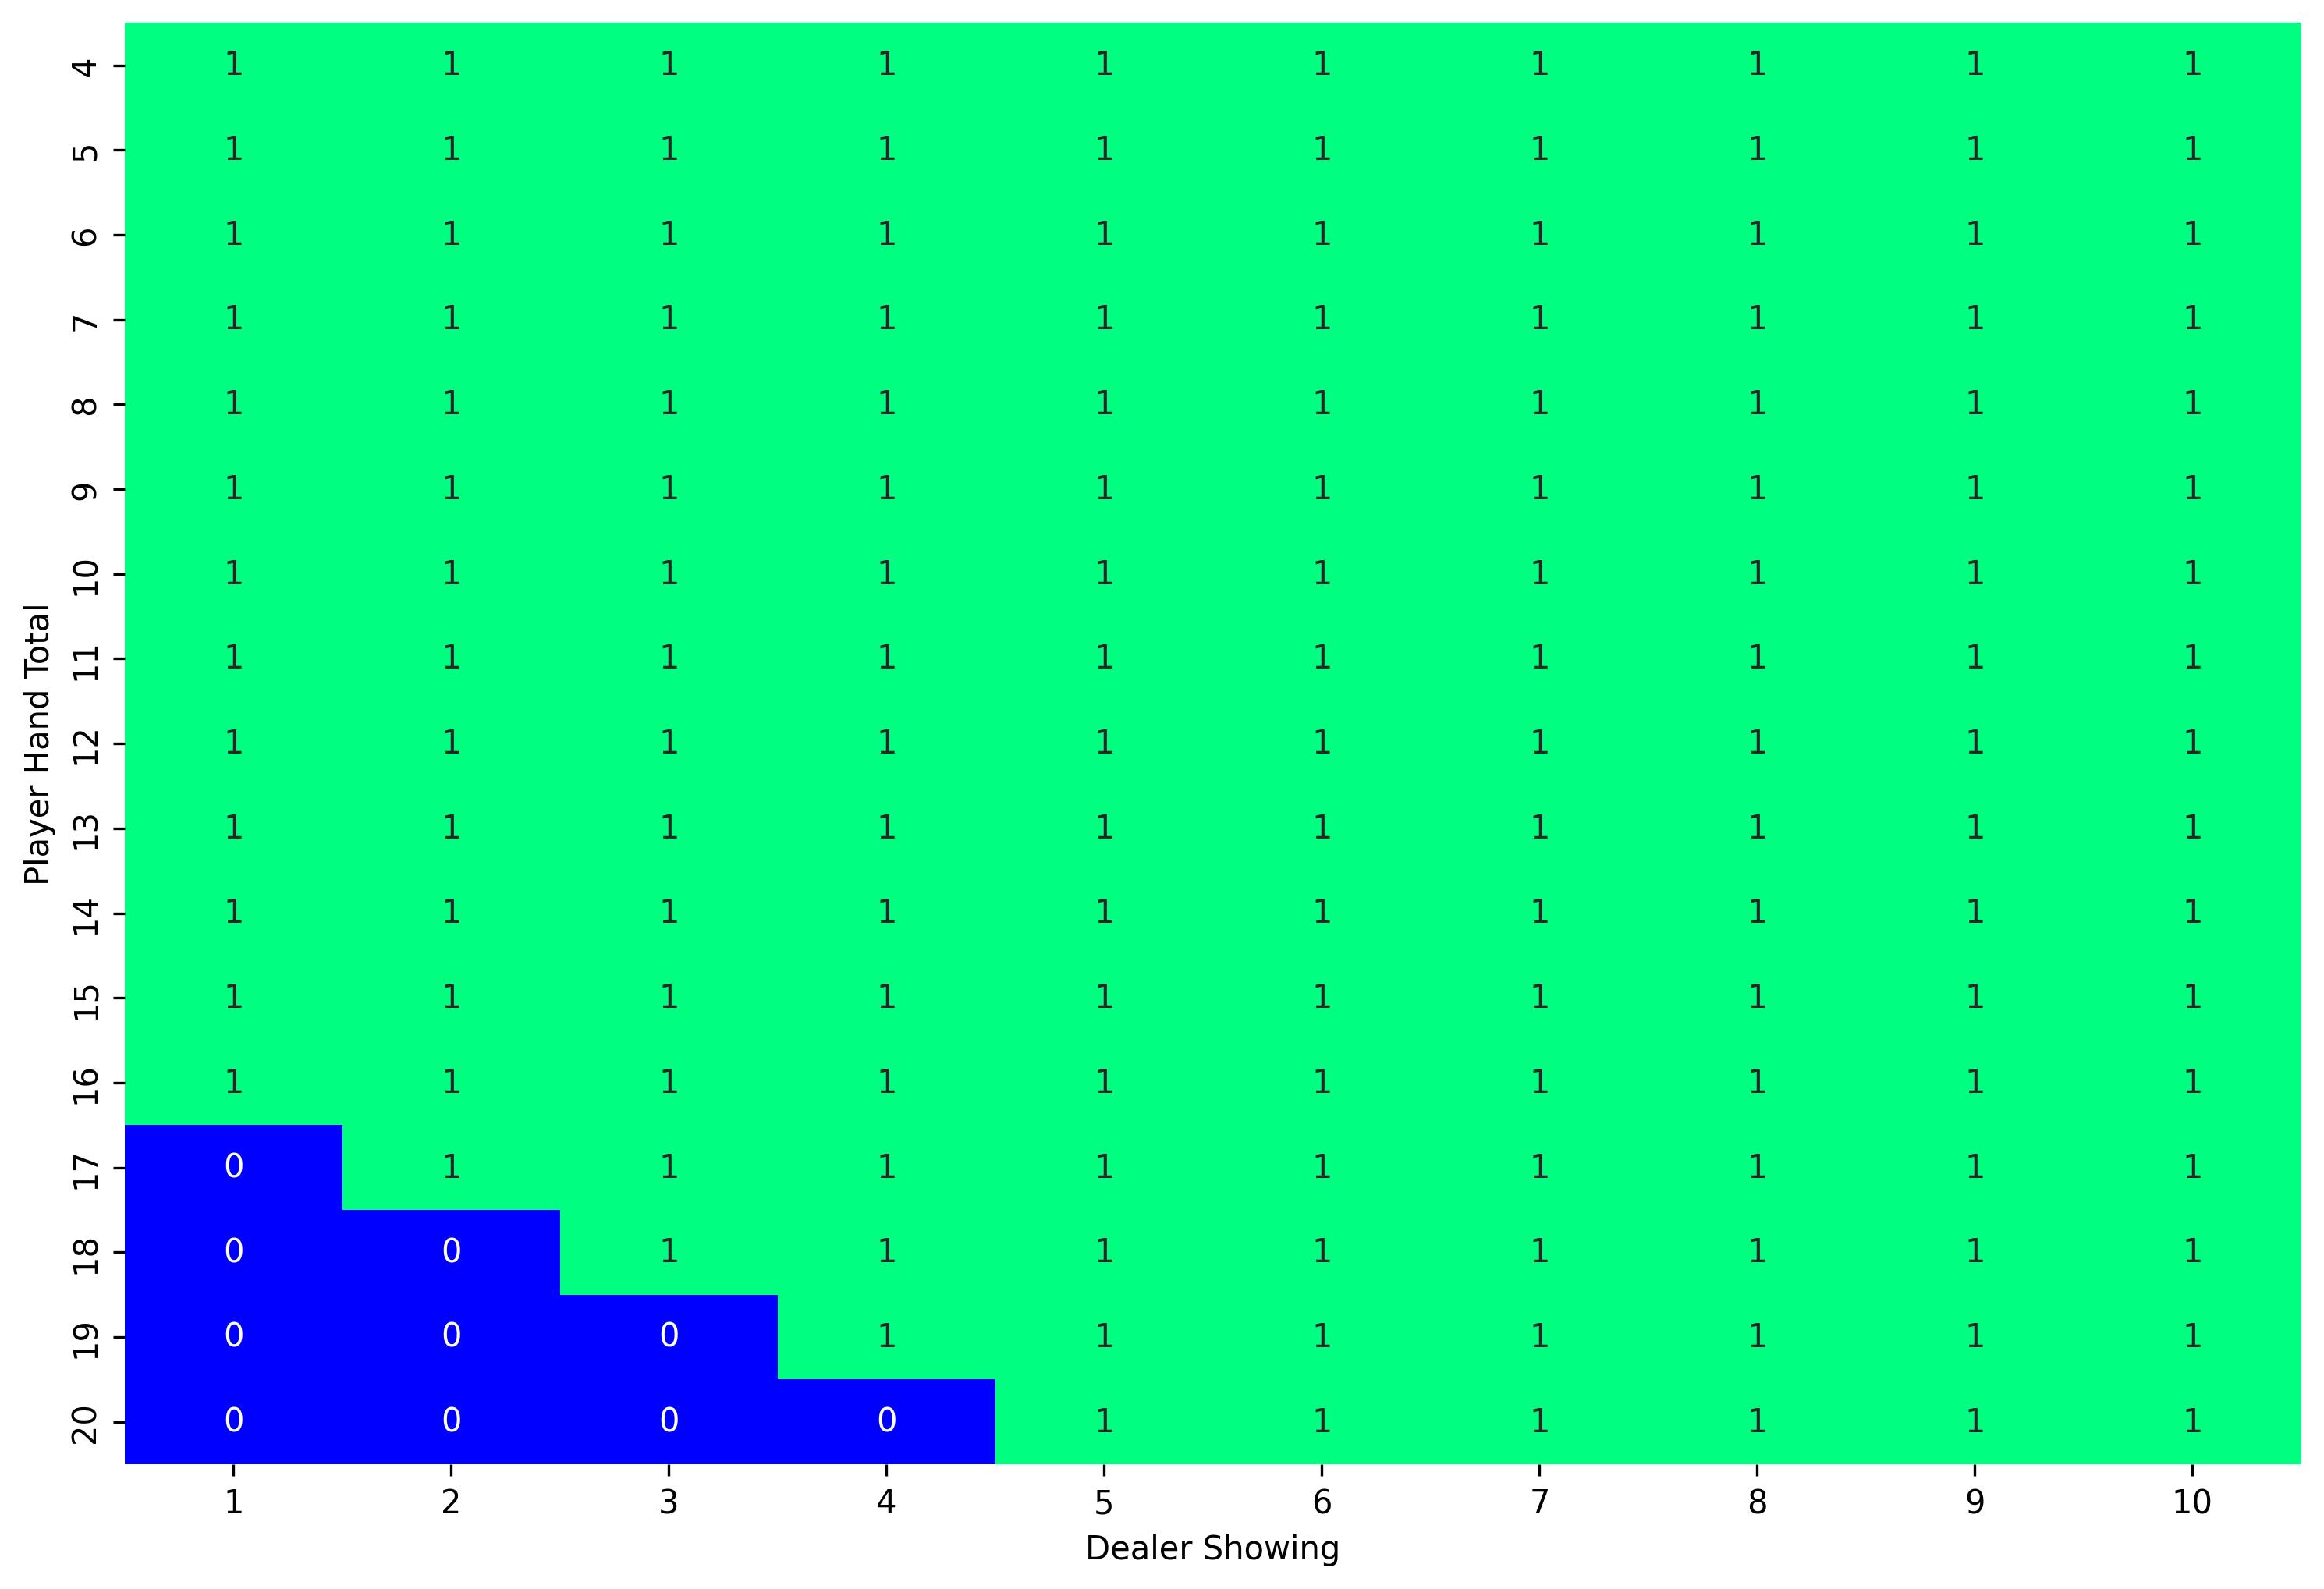 4 1 1 1 1 1 1 1 1 1 1
5 1 1 1 1 1 1 1 1 1 1
6 1 1 1 1 1 1 1 1 1 1
7 1 1 1 1 1 1 1 1 1 1
8 1 1 1 1 1 1 1 1 1 1
9 1 1 1 1 1 1 1 1 1 1
10 1 1 1 1 1 1 1 1 1 1
11 1 1 1 1 1 1 1 1 1 1
12 1 1 1 1 1 1 1 1 1 1
13 1 1 1 1 1 1 1 1 1 1
14 1 1 1 1 1 1 1 1 1 1
15 1 1 1 1 1 1 1 1 1 1
16 1 1 1 1 1 1 1 1 1 1
17 0 1 1 1 1 1 1 1 1 1
18 0 0 1 1 1 1 1 1 1 1
19 0 0 0 1 1 1 1 1 1 1
20 0 0 0 0 1 1 1 1 1 1
1 2 3 4 5 6 7 8 9 10
Dealer Showing
Player Hand Total